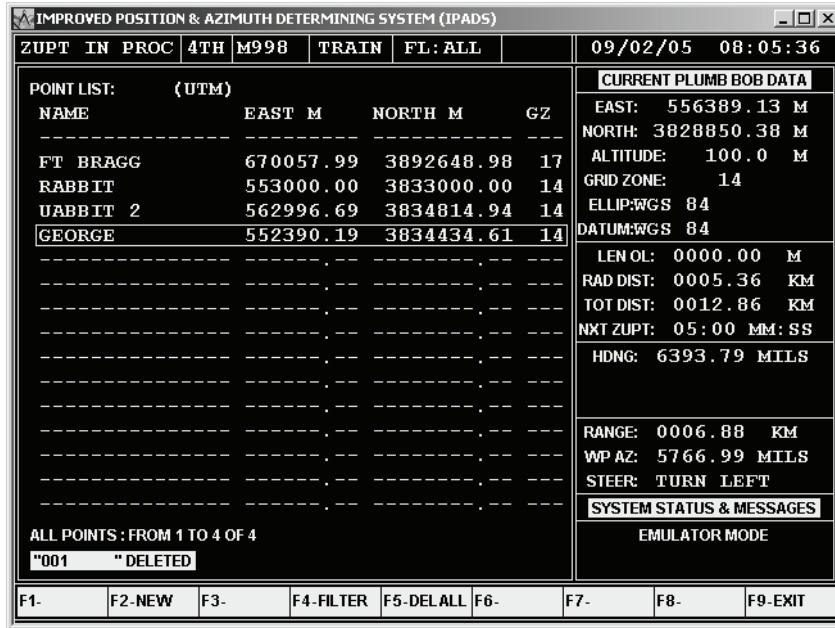 IMPROVED POSITION & AZIMUTH DETERMINING SYSTEM (IPADS)
ZUPT IN PROC 4TH M998 TRAIN FL:ALL 09/02/05 08:05:36
POINT LIST: (UTM)
NAME EAST M NORTH M GZ
FT BRAGG 670057.99 3892648.98 17
RABBIT 553000.00 3833000.00 14
UABBIT 2 562996.69 3834814.94 14
GEORGE 552390.19 3834434.61 14
ALL POINTS : FROM 1 TO 4 OF 4
"001 " DELETED
CURRENT PLUMB BOB DATA
EAST: 556389.13 M
NORTH: 3828850.38 M
ALTITUDE: 100.0 M
GRID ZONE: 14
ELLIP:WGS 84
DATUM:WGS 84
LEN OL: 0000.00 M
RAD DIST: 0005.36 KM
TOT DIST: 0012.86 KM
NXT ZUPT: 05:00 MM:SS
HDNG: 6393.79 MILS
RANGE: 0006.88 KM
WP AZ: 5766.99 MILS
STEER: TURN LEFT
SYSTEM STATUS & MESSAGES
EMULATOR MODE
F1- F2-NEW F3- F4-FILTER F5-DELALL F6- F7- F8- F9-EXIT